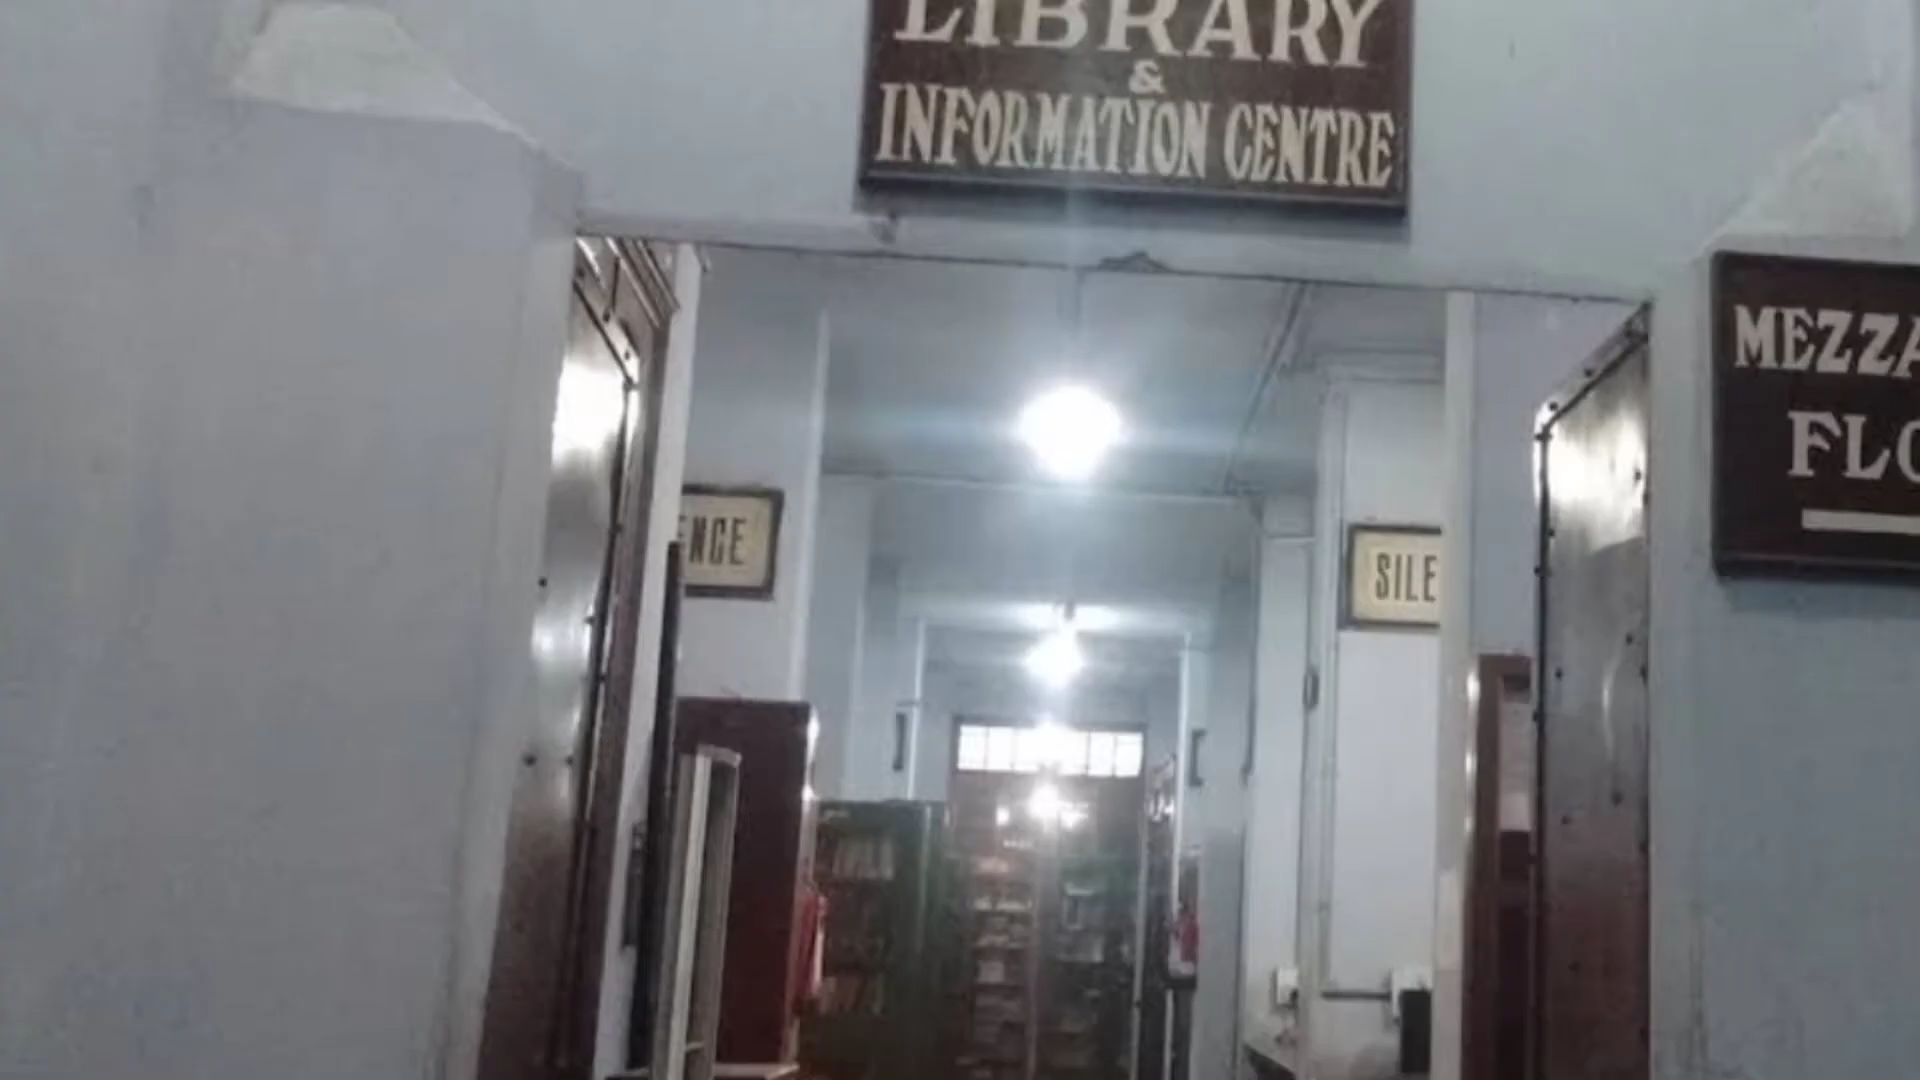 LIBRARY
&
INFORMATION CENTRE
MEZZA
FLO
ENCE
SILE